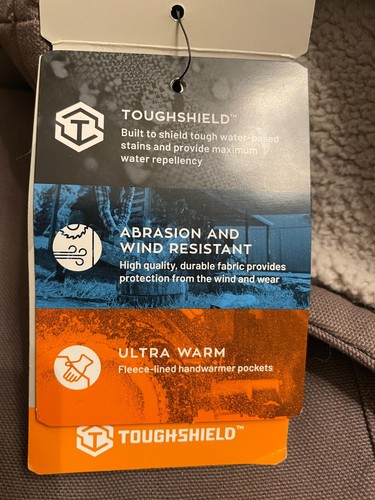 TOUGHSHIELD™
Built to shield tough water-based
stains and provide maximum
water repellency
ABRASION AND
WIND RESISTANT
High quality, durable fabric provides
protection from the wind and wear
ULTRA WARM
Fleece-lined handwarmer pockets
TOUGHSHIELD™